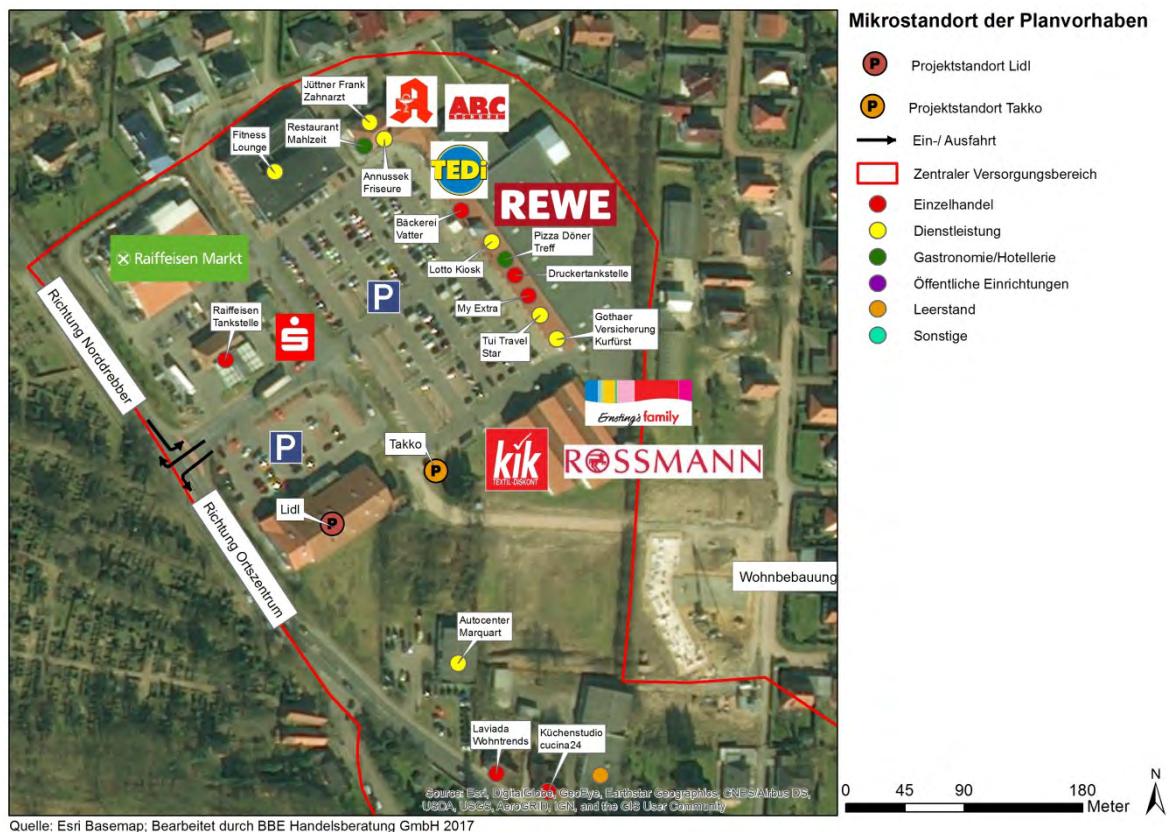 Mikrostandort der Planvorhaben
P Projektstandort Lidl
P Projektstandort Takko
Ein-/ Ausfahrt
Zentraler Versorgungsbereich
Einzelhandel
Dienstleistung
Gastronomie/Hotellerie
Öffentliche Einrichtungen
Leerstand
Sonstige
Jüttner Frank
Zahnarzt
Restaurant
Mahlzeit
Fitness
Lounge
Annussek
Friseure
A
ABC
SCHUHE
TEDi
REWE
Bäckerei
Vatter
Pizza Döner
Treff
Lotto Kiosk
Druckertankstelle
My Extra
Tui Travel
Star
Gothaer
Versicherung
Kurfürst
Raiffeisen Markt
Raiffeisen
Tankstelle
S
P
P
Richtung Norddrebber
Richtung Ortszentrum
Ernsting's family
kik
TEXTIL-DISKONT
ROSSMANN
Takko
P
Lidl
P
Wohnbebauung
Autocenter
Marquart
Laviada
Wohntrends
Küchenstudio
cucina24
Source: Esri, DigitalGlobe, GeoEye, Earthstar Geographics, CNES/Airbus DS,
USDA, USGS, AeroGRID, IGN, and the GIS User Community
0 45 90 180
Meter
N
Quelle: Esri Basemap; Bearbeitet durch BBE Handelsberatung GmbH 2017